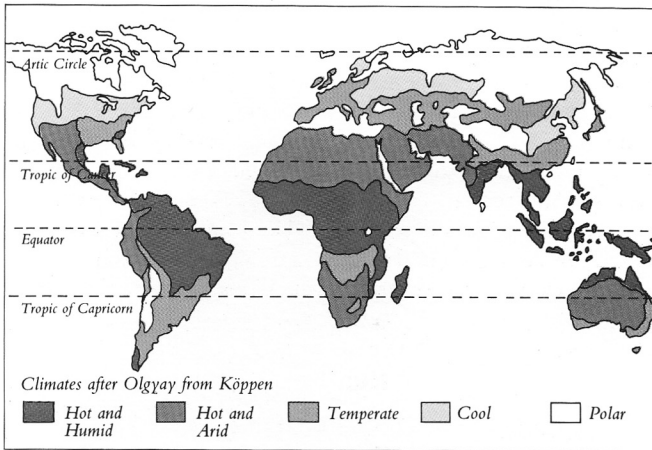 Artic Circle
Tropic of Cancer
Equator
Tropic of Capricorn
Climates after Olgyay from Köppen
Hot and Humid
Hot and Arid
Temperate
Cool
Polar